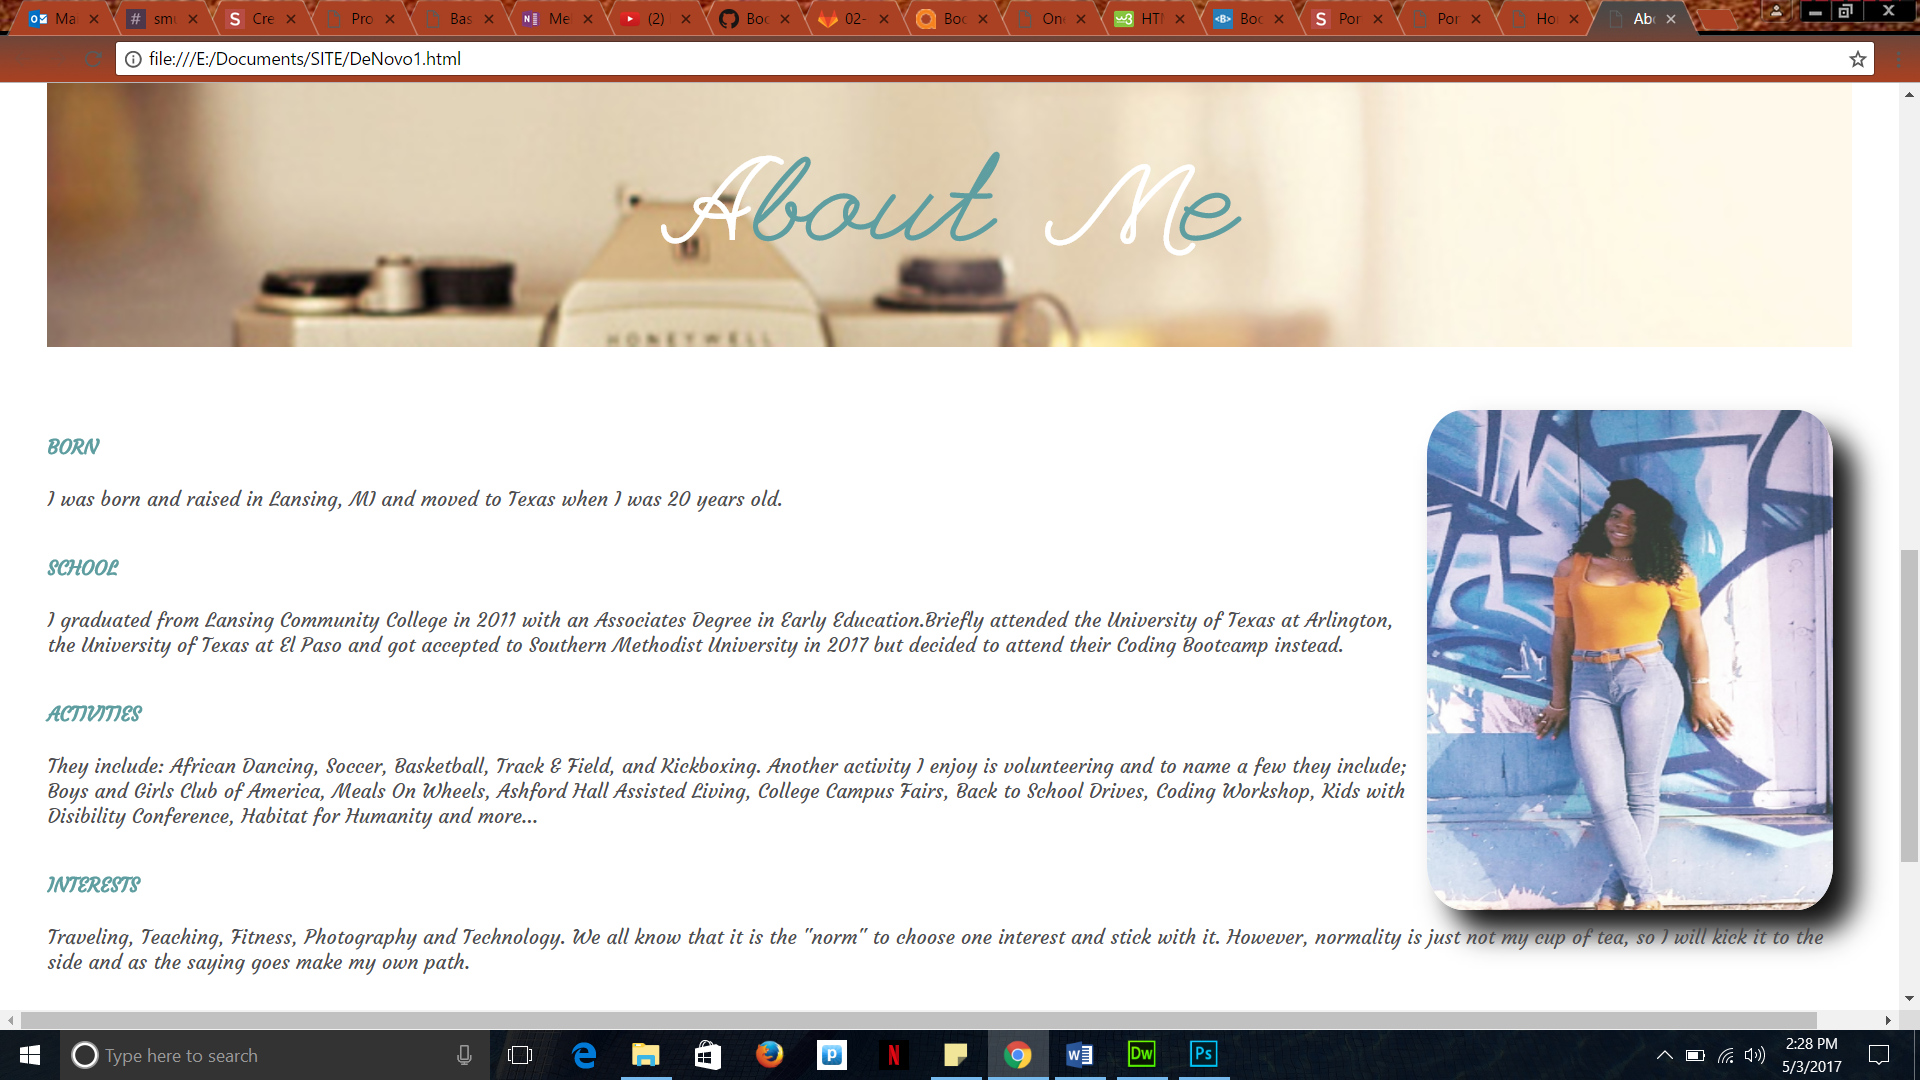 Ma
smu
Cre
Pro
Bas
Me
(2)
Boo
02-
Boo
One
HTM
Boo
Por
Por
Ho
Abo
file:///E:/Documents/SITE/DeNovo1.html
About Me
HONEYWELL
BORN
I was born and raised in Lansing, MI and moved to Texas when I was 20 years old.
SCHOOL
I graduated from Lansing Community College in 2011 with an Associates Degree in Early Education.Briefly attended the University of Texas at Arlington,
the University of Texas at El Paso and got accepted to Southern Methodist University in 2017 but decided to attend their Coding Bootcamp instead.
ACTIVITIES
They include: African Dancing, Soccer, Basketball, Track & Field, and Kickboxing. Another activity I enjoy is volunteering and to name a few they include;
Boys and Girls Club of America, Meals On Wheels, Ashford Hall Assisted Living, College Campus Fairs, Back to School Drives, Coding Workshop, Kids with
Disibility Conference, Habitat for Humanity and more...
INTERESTS
Traveling, Teaching, Fitness, Photography and Technology. We all know that it is the "norm" to choose one interest and stick with it. However, normality is just not my cup of tea, so I will kick it to the
side and as the saying goes make my own path.
Type here to search
Dw
Ps
2:28 PM
5/3/2017